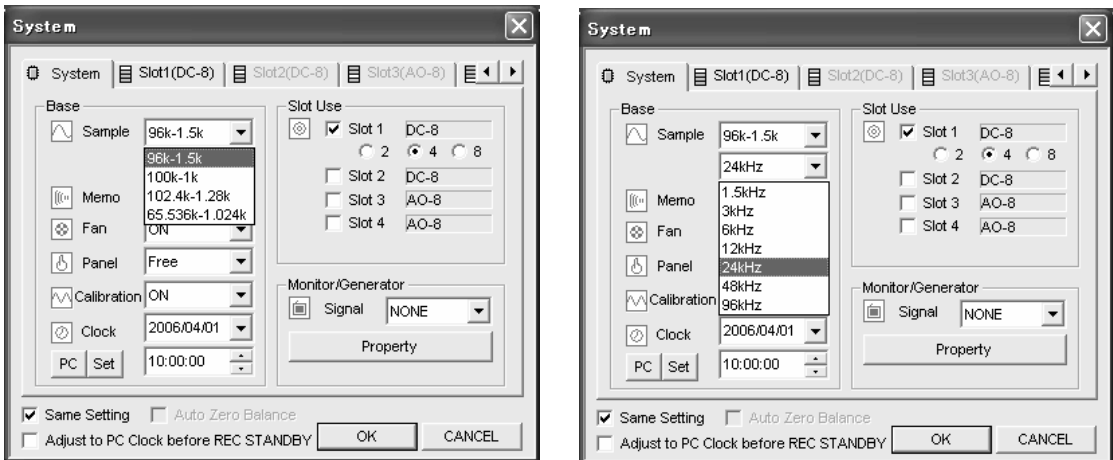 System
System Slot1(DC-8) Slot2(DC-8) Slot3(AO-8)
Base
Sample 96k-1.5k
96k-1.5k
100k-1k
102.4k-1.28k
65.536k-1.024k
Memo
Fan ON
Panel Free
Calibration ON
Clock 2006/04/01
PC Set 10:00:00
Slot Use
Slot 1 DC-8
2 4 8
Slot 2 DC-8
Slot 3 AO-8
Slot 4 AO-8
Monitor/Generator
Signal NONE
Property
Same Setting Auto Zero Balance
Adjust to PC Clock before REC STANDBY OK CANCEL
System
System Slot1(DC-8) Slot2(DC-8) Slot3(AO-8)
Base
Sample 96k-1.5k
24kHz
1.5kHz
3kHz
6kHz
12kHz
24kHz
48kHz
96kHz
Memo
Fan
Panel
Calibration
Clock 2006/04/01
PC Set 10:00:00
Slot Use
Slot 1 DC-8
2 4 8
Slot 2 DC-8
Slot 3 AO-8
Slot 4 AO-8
Monitor/Generator
Signal NONE
Property
Same Setting Auto Zero Balance
Adjust to PC Clock before REC STANDBY OK CANCEL